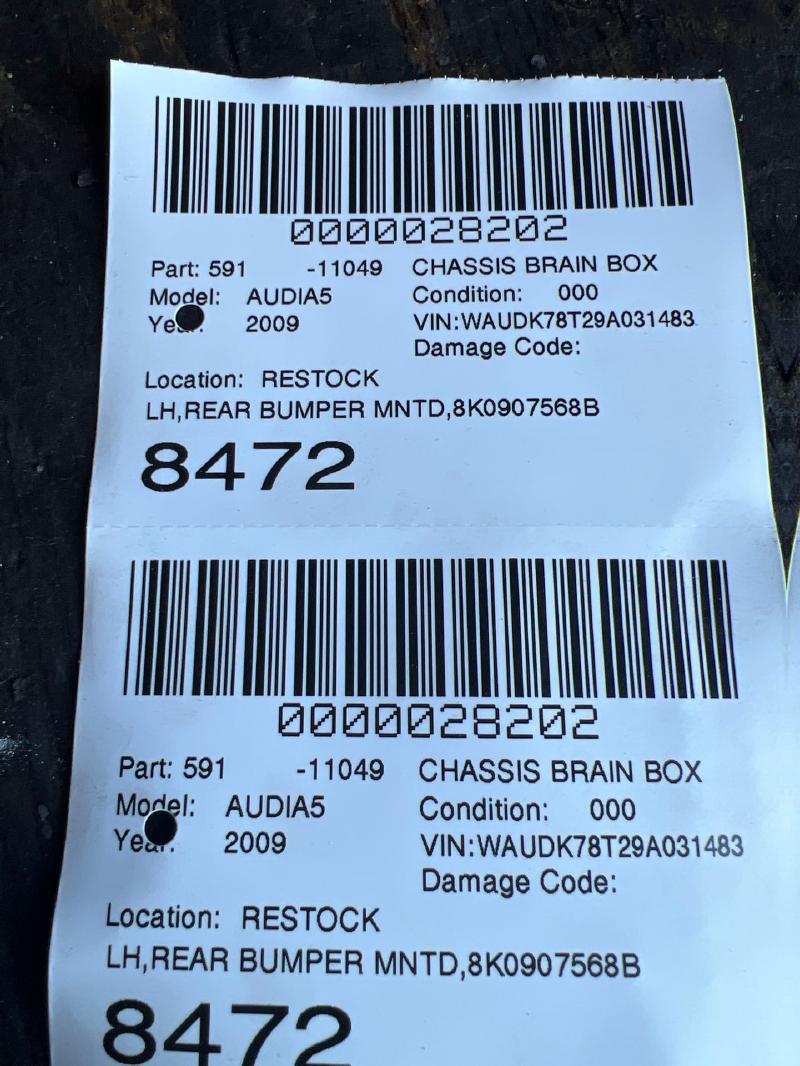 0000028202
Part: 591 -11049 CHASSIS BRAIN BOX
Model: AUDIA5 Condition: 000
2009 VIN:WAUDK78T29A031483
Damage Code:
Location: RESTOCK
LH,REAR BUMPER MNTD,8K0907568B
8472
0000028202
Part: 591 -11049 CHASSIS BRAIN BOX
Model: AUDIA5 Condition: 000
2009 VIN:WAUDK78T29A031483
Damage Code:
Location: RESTOCK
LH,REAR BUMPER MNTD,8K0907568B
8472